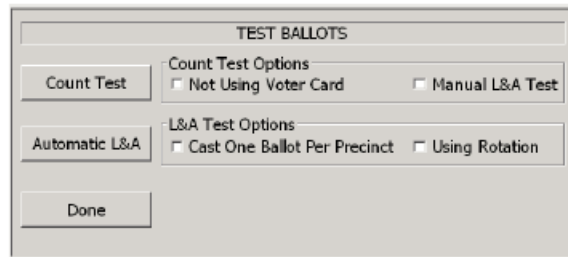 TEST BALLOTS
Count Test Options
Count Test
Not Using Voter Card
Manual L&A Test
L&A Test Options
Automatic L&A
Cast One Ballot Per Precinct
Using Rotation
Done